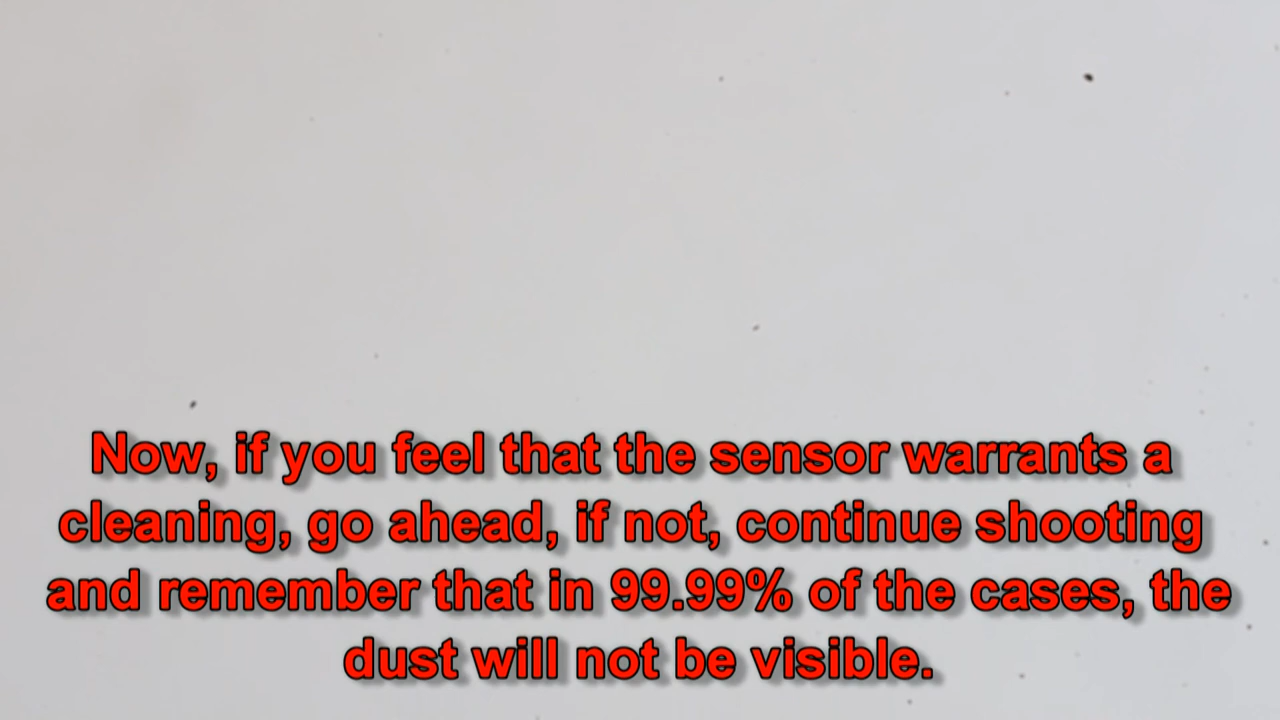 Now, if you feel that the sensor warrants a
cleaning, go ahead, if not, continue shooting
and remember that in 99.99% of the cases, the
dust will not be visible.